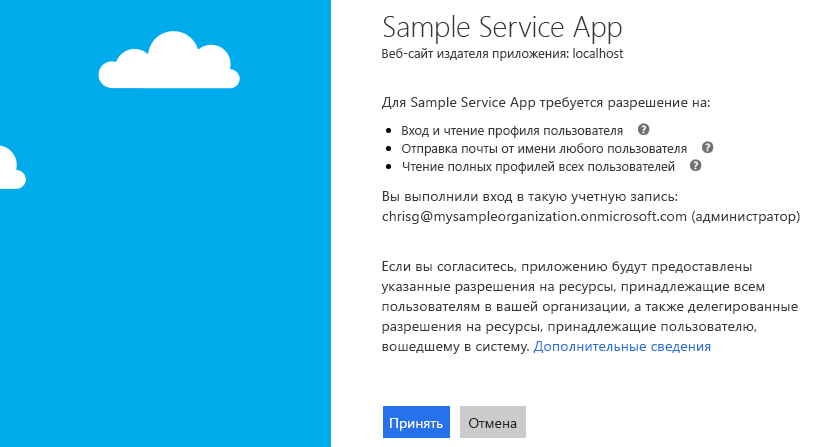 Sample Service App
Веб-сайт издателя приложения: localhost
Для Sample Service App требуется разрешение на:
Вход и чтение профиля пользователя ?
Отправка почты от имени любого пользователя ?
Чтение полных профилей всех пользователей ?
Вы выполнили вход в такую учетную запись:
chrisg@mysampleorganization.onmicrosoft.com (администратор)
Если вы согласитесь, приложению будут предоставлены
указанные разрешения на ресурсы, принадлежащие всем
пользователям в вашей организации, а также делегированные
разрешения на ресурсы, принадлежащие пользователю,
вошедшему в систему. Дополнительные сведения
Принять Отмена